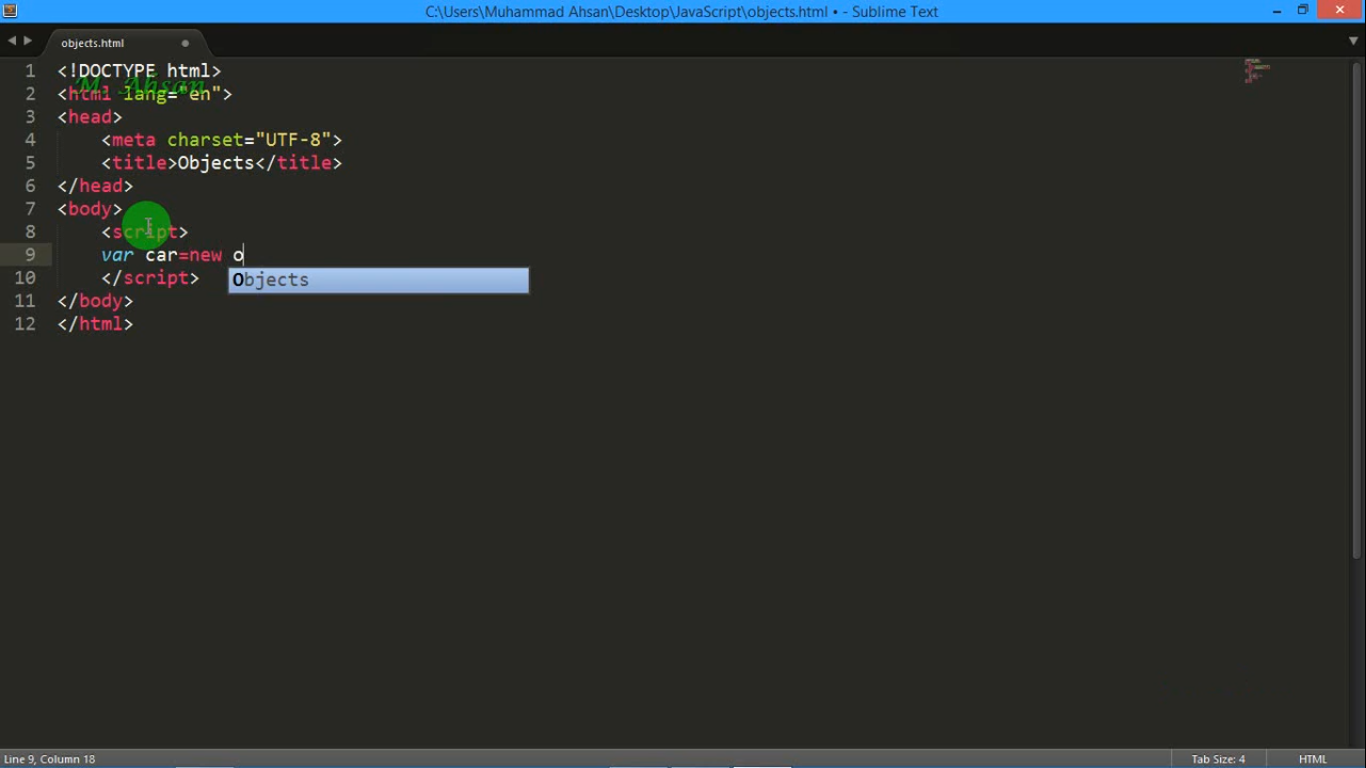 C:\Users\Muhammad Ahsan\Desktop\JavaScript\objects.html • - Sublime Text
objects.html
M. Ahsan
1 <!DOCTYPE html>
2 <html lang="en">
3 <head>
4 <meta charset="UTF-8">
5 <title>Objects</title>
6 </head>
7 <body>
8 <script>
9 var car=new o
Objects
10 </script>
11 </body>
12 </html>
Line 9, Column 18
Tab Size: 4
HTML